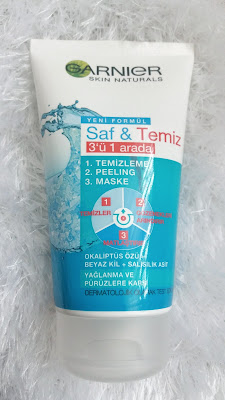 GARNIER
SKIN NATURALS
YENİ FORMÜL
Saf & Temiz
3'ü 1 arada
1. TEMİZLEME
2. PEELING
3. MASKE
1
2
3
OKALİPTUS ÖZÜ
BEYAZ KİL + SALİSİLİK ASİT
YAĞLANMA VE
PÜRÜZLERE KARŞI